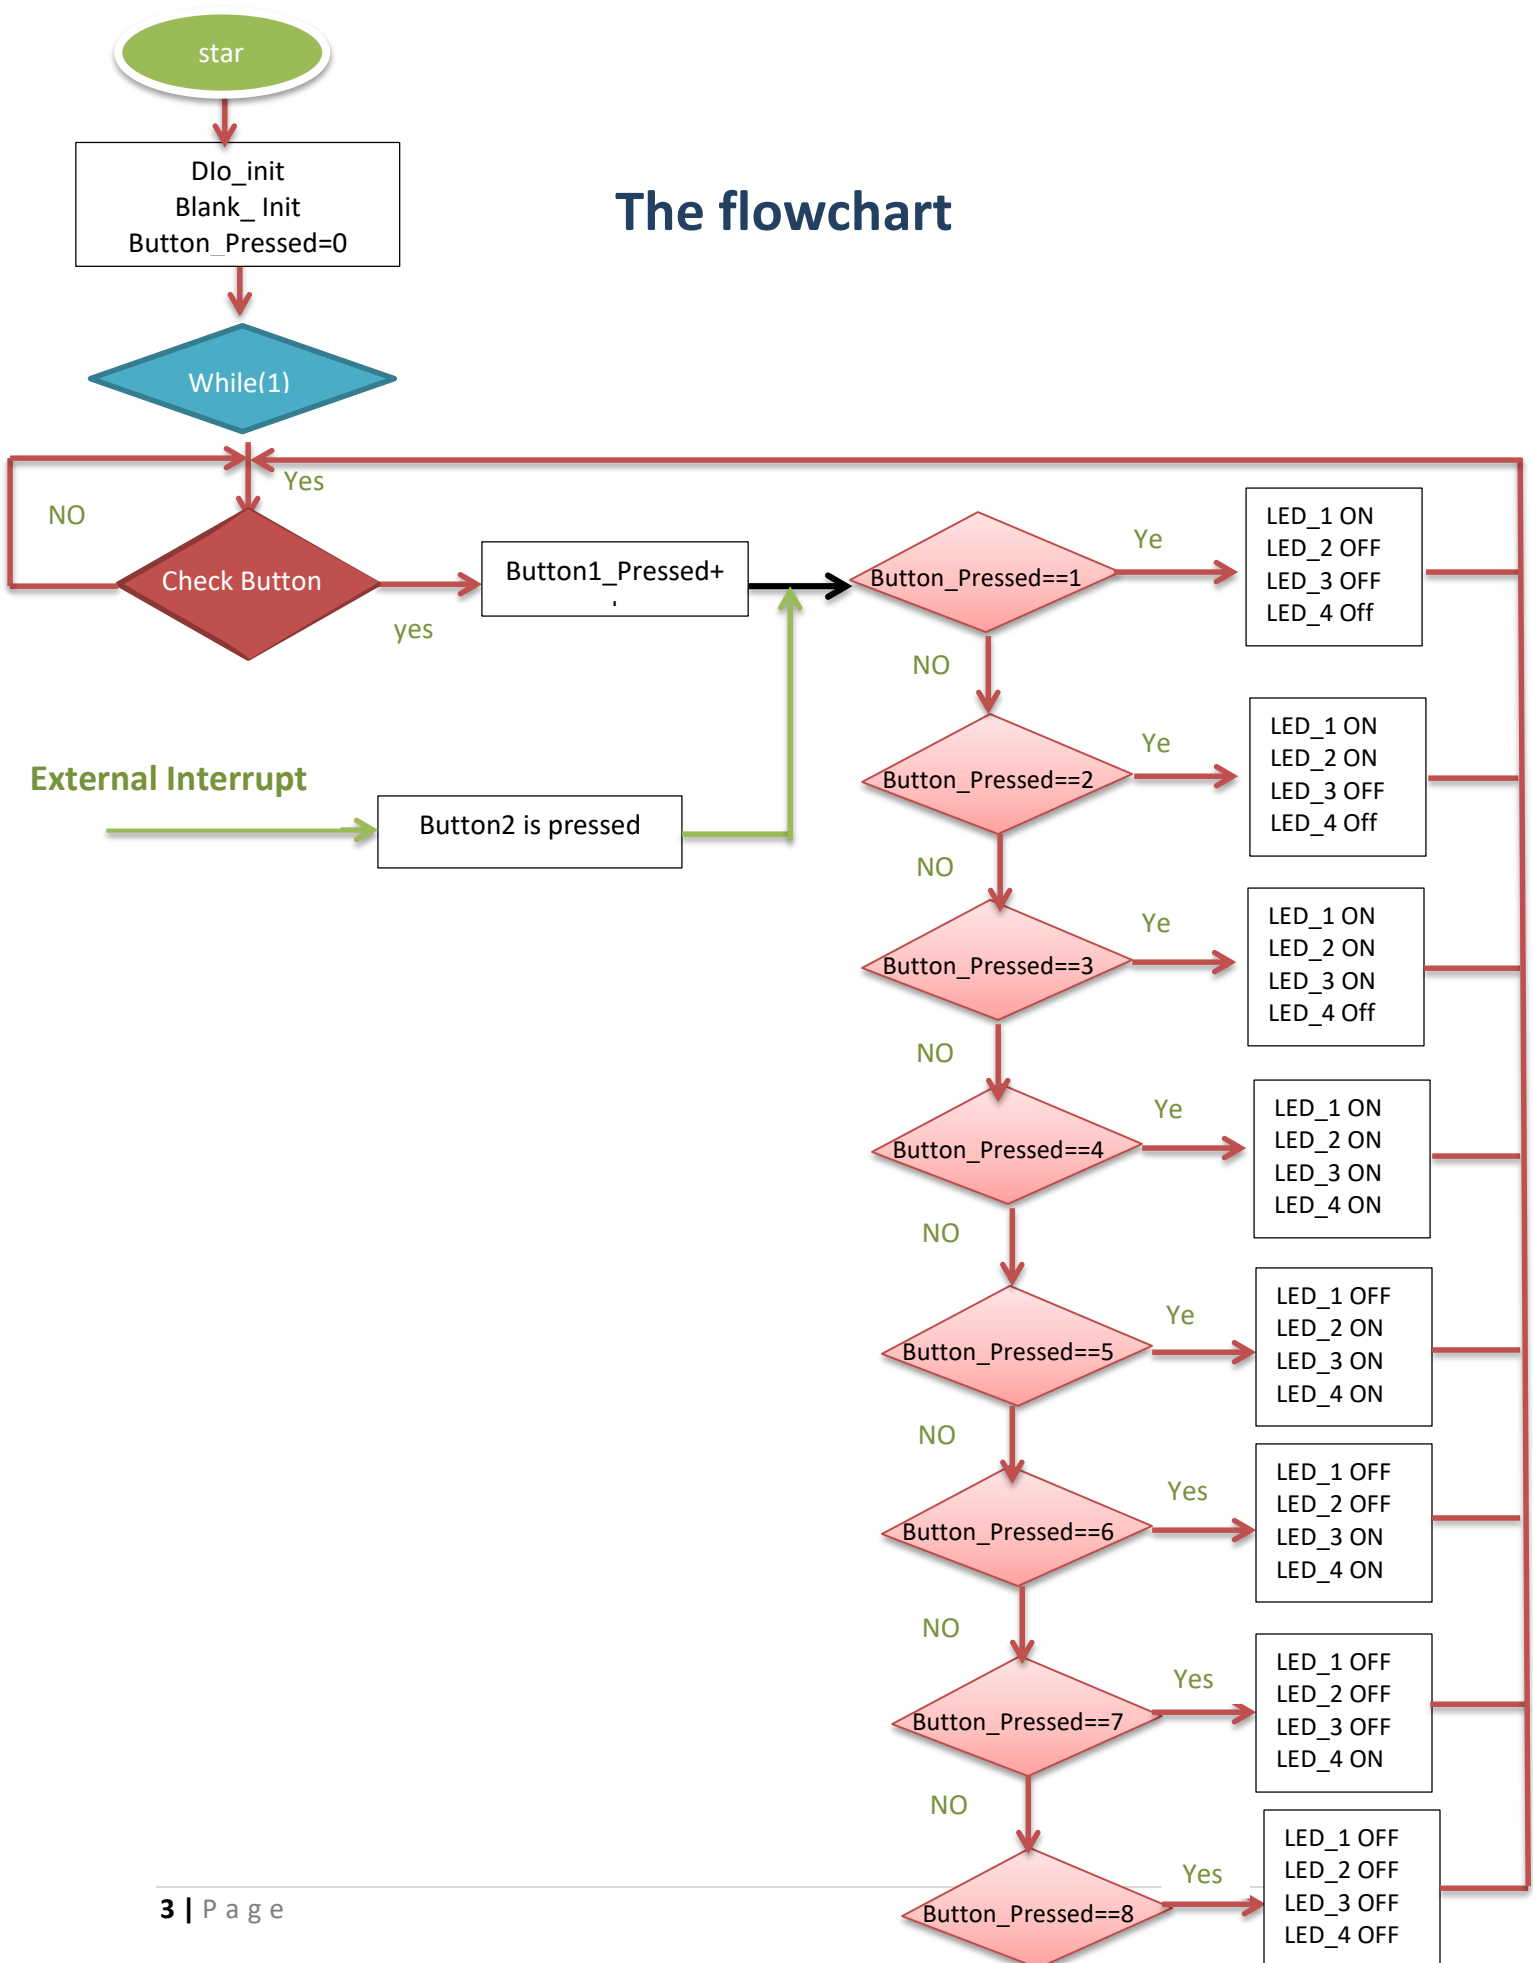 star
DIo_init
Blank_ Init
Button_Pressed=0
The flowchart
While(1)
Yes
NO
Check Button
yes
Button1_Pressed+
Button_Pressed==1
Ye
LED_1 ON
LED_2 OFF
LED_3 OFF
LED_4 Off
NO
Button_Pressed==2
Ye
LED_1 ON
LED_2 ON
LED_3 OFF
LED_4 Off
External Interrupt
Button2 is pressed
NO
Button_Pressed==3
Ye
LED_1 ON
LED_2 ON
LED_3 ON
LED_4 Off
NO
Button_Pressed==4
Ye
LED_1 ON
LED_2 ON
LED_3 ON
LED_4 ON
NO
Button_Pressed==5
Ye
LED_1 OFF
LED_2 ON
LED_3 ON
LED_4 ON
NO
Button_Pressed==6
Yes
LED_1 OFF
LED_2 OFF
LED_3 ON
LED_4 ON
NO
Button_Pressed==7
Yes
LED_1 OFF
LED_2 OFF
LED_3 OFF
LED_4 ON
NO
Button_Pressed==8
Yes
LED_1 OFF
LED_2 OFF
LED_3 OFF
LED_4 OFF
3 | P a g e